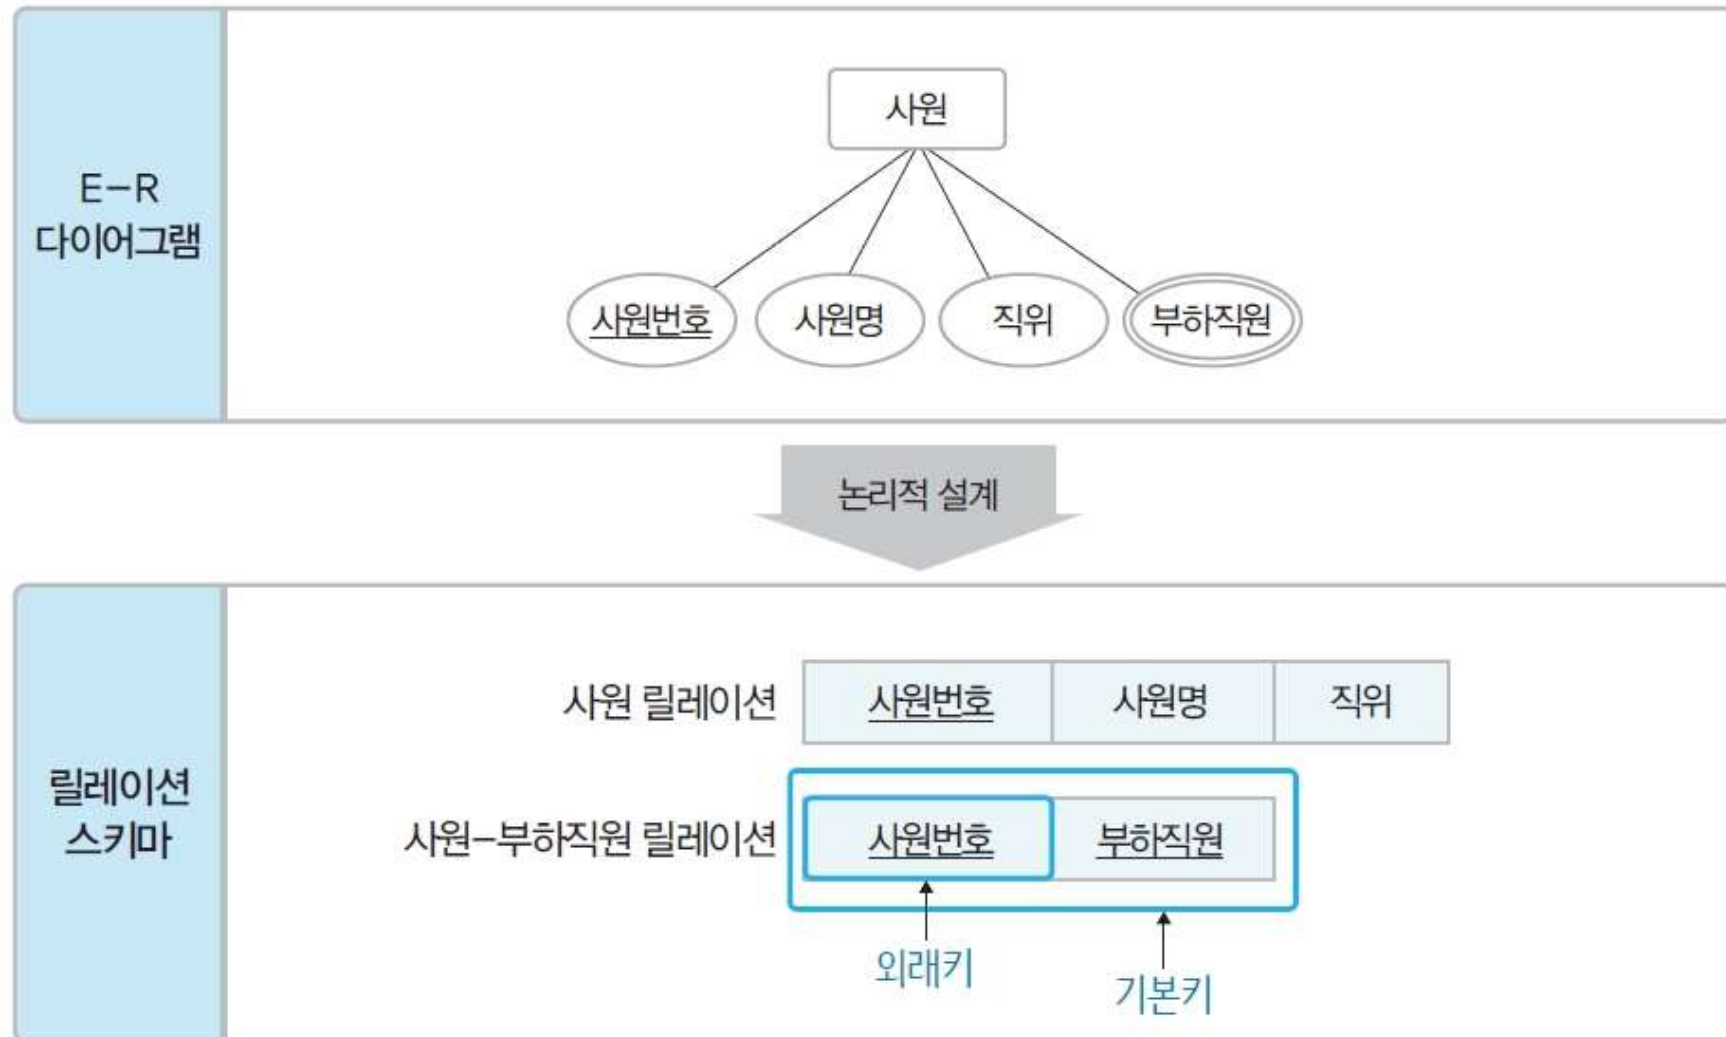 E-R
다이어그램
사원
사원번호
사원명
직위
부하직원
논리적 설계
릴레이션
스키마
사원 릴레이션
사원번호
사원명
직위
사원-부하직원 릴레이션
사원번호
부하직원
외래키
기본키